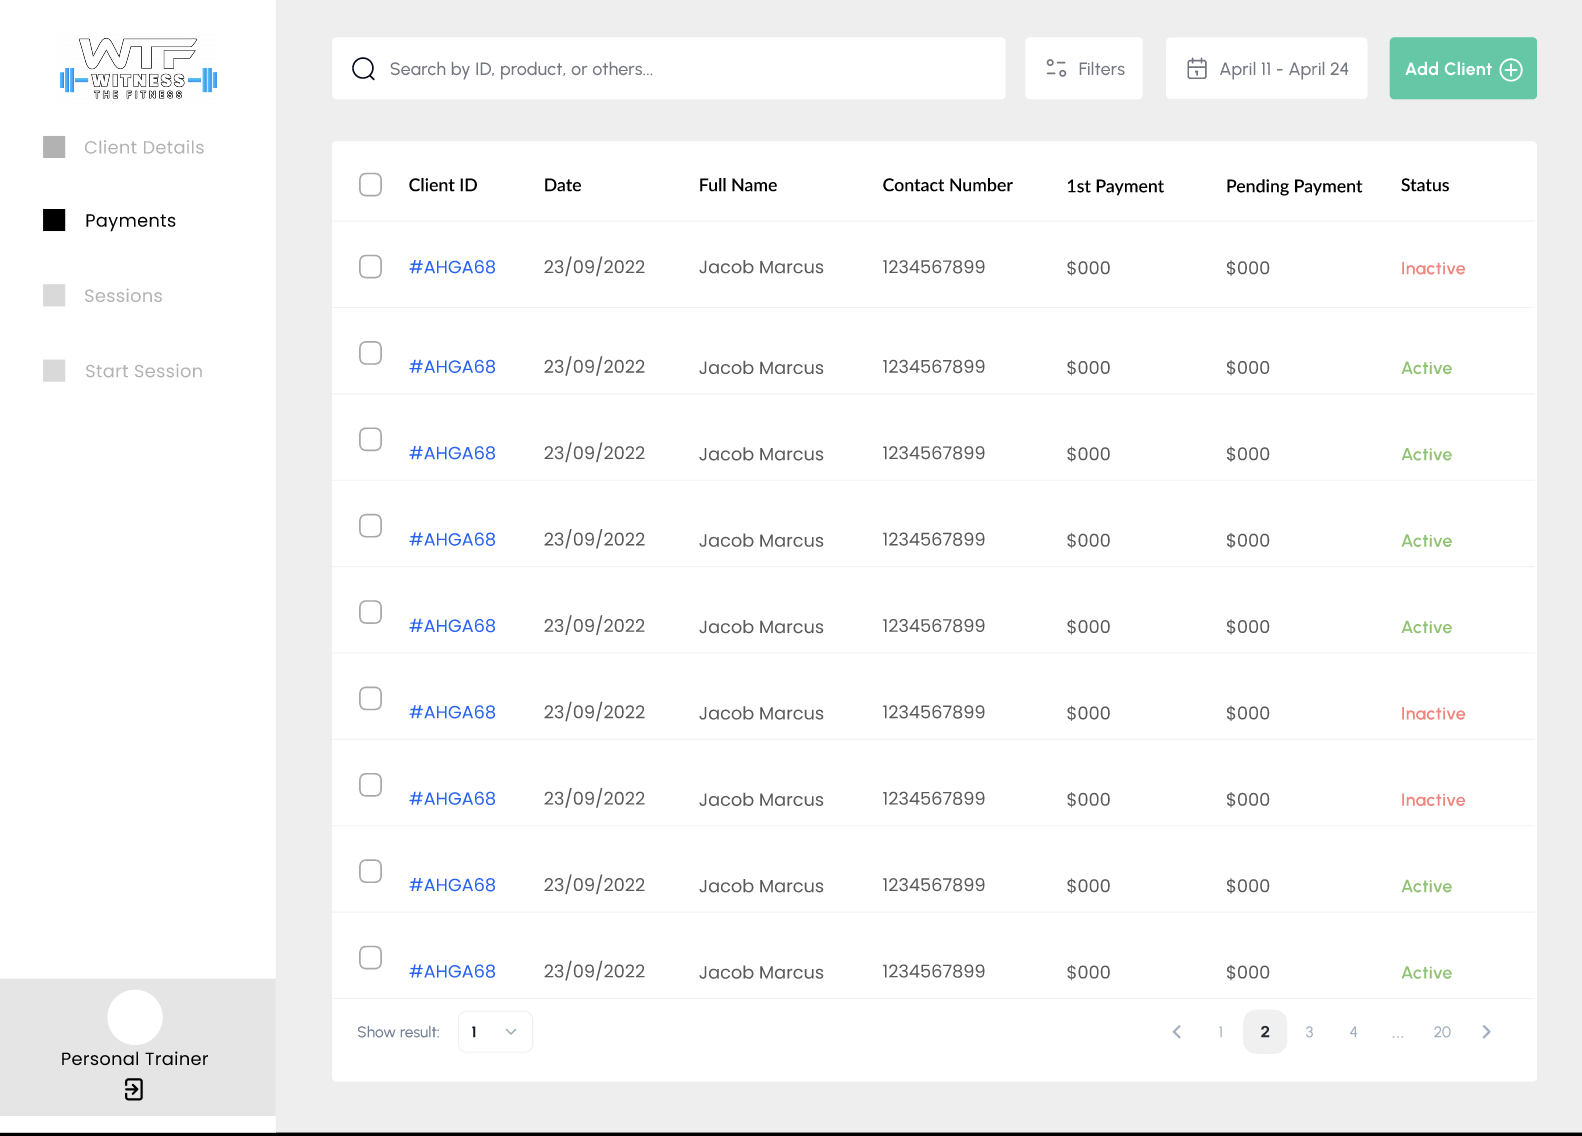 WTF
WITNESS
THE FITNESS
Client Details
Payments
Sessions
Start Session
Personal Trainer
Search by ID, product, or others...
Filters
April 11 - April 24
Add Client
Client ID Date Full Name Contact Number 1st Payment Pending Payment Status
#AHGA68 23/09/2022 Jacob Marcus 1234567899 $000 $000 Inactive
#AHGA68 23/09/2022 Jacob Marcus 1234567899 $000 $000 Active
#AHGA68 23/09/2022 Jacob Marcus 1234567899 $000 $000 Active
#AHGA68 23/09/2022 Jacob Marcus 1234567899 $000 $000 Active
#AHGA68 23/09/2022 Jacob Marcus 1234567899 $000 $000 Active
#AHGA68 23/09/2022 Jacob Marcus 1234567899 $000 $000 Inactive
#AHGA68 23/09/2022 Jacob Marcus 1234567899 $000 $000 Inactive
#AHGA68 23/09/2022 Jacob Marcus 1234567899 $000 $000 Active
#AHGA68 23/09/2022 Jacob Marcus 1234567899 $000 $000 Active
Show result: 1 1 2 3 4 ... 20